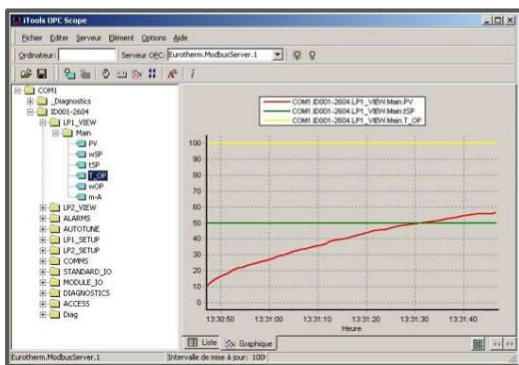 iTools OPC Scope
Fichier Editer Serveur Elément Options Aide
Ordinateur: Serveur OPC: Eurotherm.ModbusServer.1
COM1
_Diagnostics
ID001-2604
LP1_VIEW
Main
PV
wSP
tSP
T_OP
wOP
m-A
LP2_VIEW
ALARMS
AUTOTUNE
LP1_SETUP
LP2_SETUP
COMMS
STANDARD_IO
MODULE_IO
DIAGNOSTICS
ACCESS
Diag
COM1.ID001-2604.LP1_VIEW.Main.PV
COM1.ID001-2604.LP1_VIEW.Main.tSP
COM1.ID001-2604.LP1_VIEW.Main.T_OP
100
90
80
70
60
50
40
30
20
10
0
13:30:50 13:31:00 13:31:10 13:31:20 13:31:30 13:31:40
Heure
Liste Graphique
Eurotherm.ModbusServer.1 Intervalle de mise à jour: 100